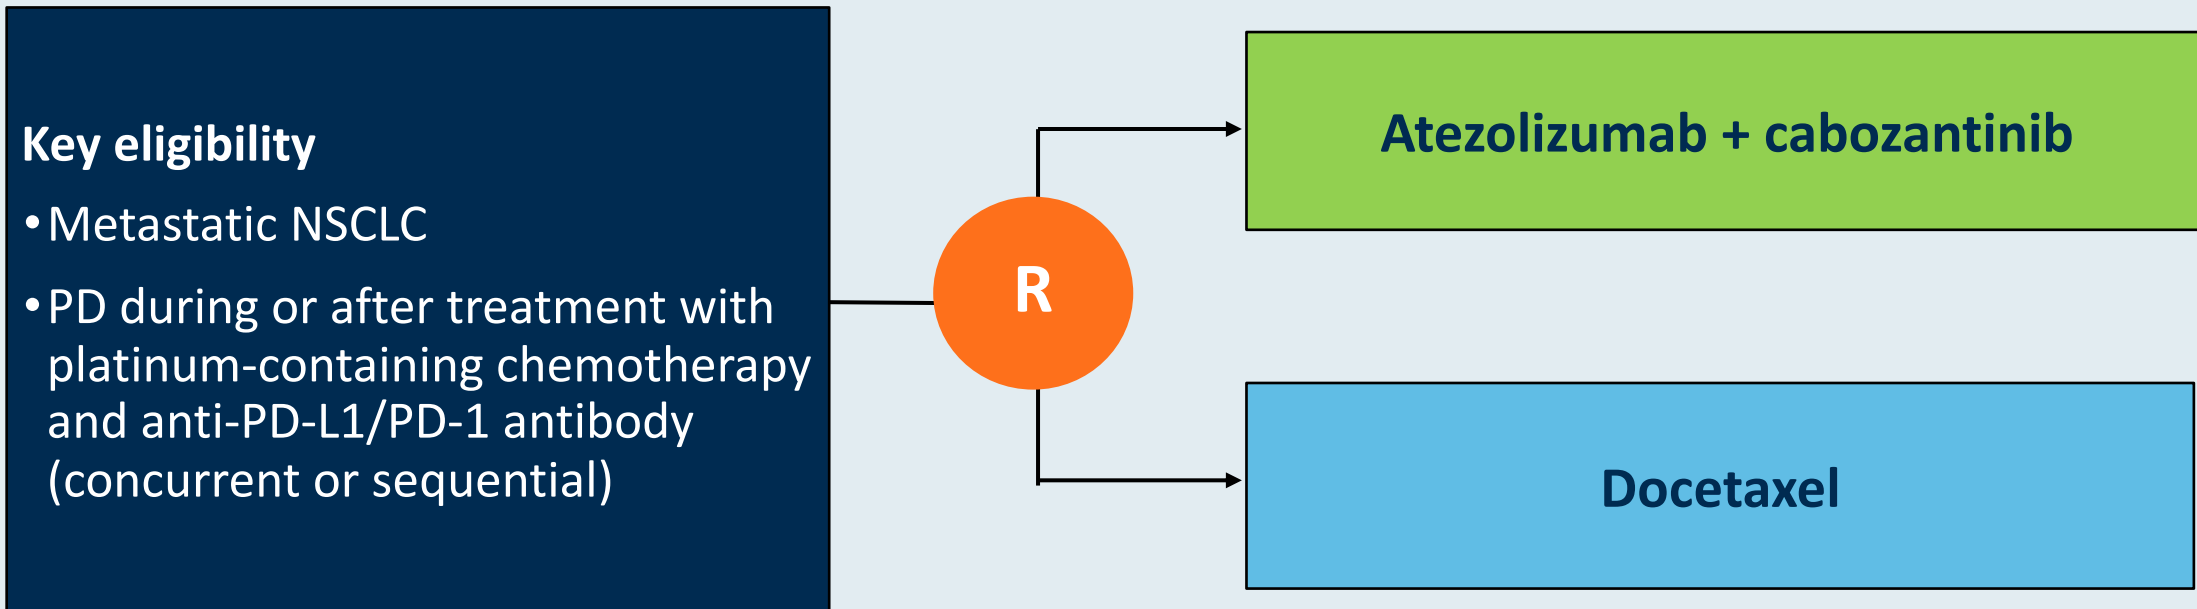 Key eligibility
•Metastatic NSCLC
•PD during or after treatment with
platinum-containing chemotherapy
and anti-PD-L1/PD-1 antibody
(concurrent or sequential)
R
Atezolizumab + cabozantinib
Docetaxel